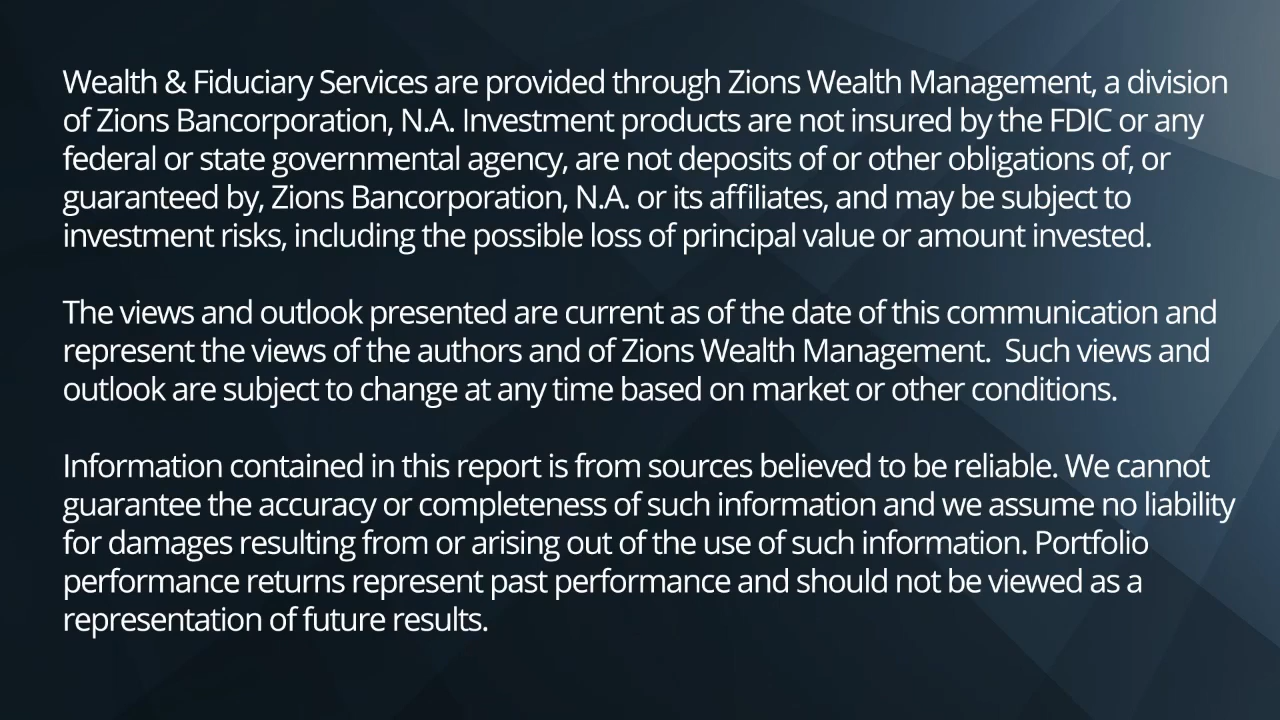 Wealth & Fiduciary Services are provided through Zions Wealth Management, a division
of Zions Bancorporation, N.A. Investment products are not insured by the FDIC or any
federal or state governmental agency, are not deposits of or other obligations of, or
guaranteed by, Zions Bancorporation, N.A. or its affiliates, and may be subject to
investment risks, including the possible loss of principal value or amount invested.
The views and outlook presented are current as of the date of this communication and
represent the views of the authors and of Zions Wealth Management.  Such views and
outlook are subject to change at any time based on market or other conditions.
Information contained in this report is from sources believed to be reliable. We cannot
guarantee the accuracy or completeness of such information and we assume no liability
for damages resulting from or arising out of the use of such information. Portfolio
performance returns represent past performance and should not be viewed as a
representation of future results.